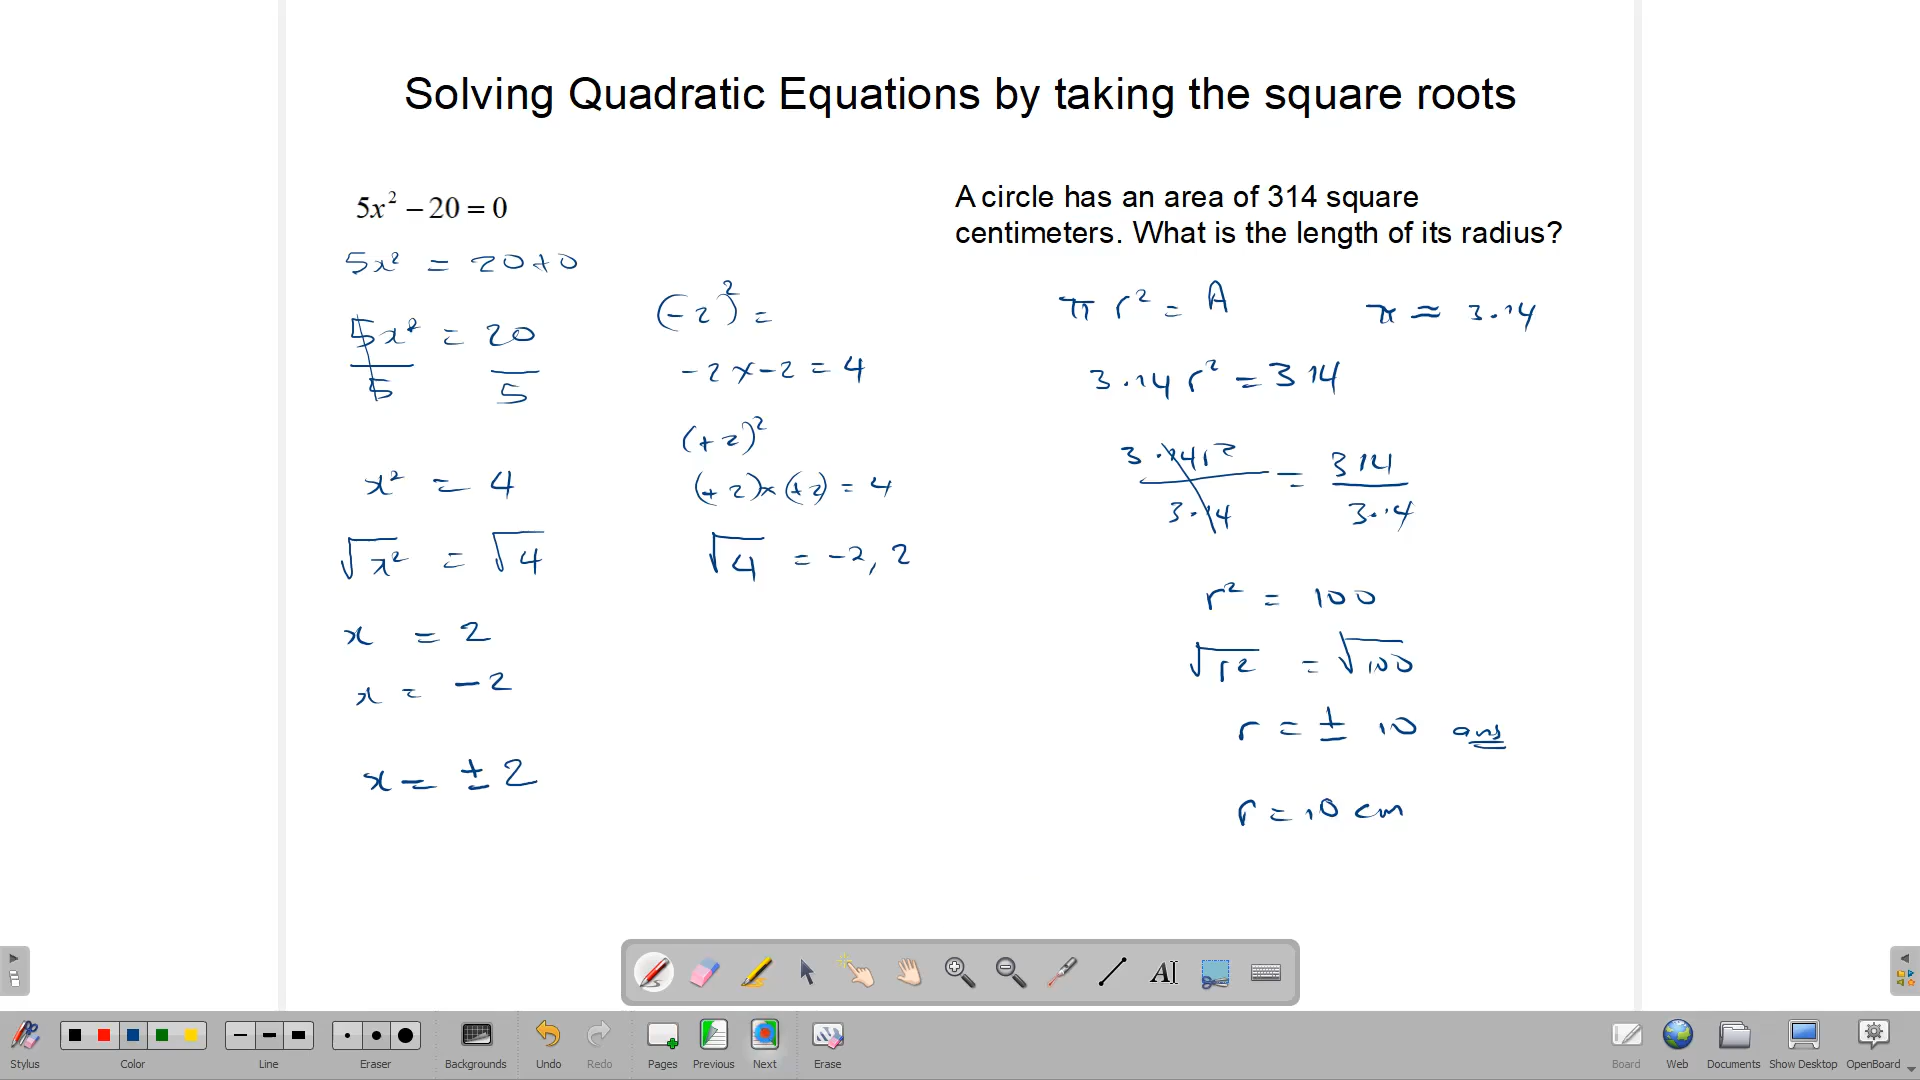 Solving Quadratic Equations by taking the square roots
5x² − 20 = 0
5x² = 20+0
5x² = 20
5 5
x² = 4
√x² = √4
x = 2
x = -2
x = ± 2
(-2)² =
-2 x -2 = 4
(+2)²
(+2)x(+2) = 4
√4 = -2, 2
A circle has an area of 314 square
centimeters. What is the length of its radius?
π r² = A π ≈ 3.14
3.14 r² = 314
3.14r² = 314
3.14 3.14
r² = 100
√r² = √100
r = ± 10 ans
r = 10 cm
Stylus Color Line Eraser Backgrounds Undo Redo Pages Previous Next Erase Board Web Documents Show Desktop OpenBoard